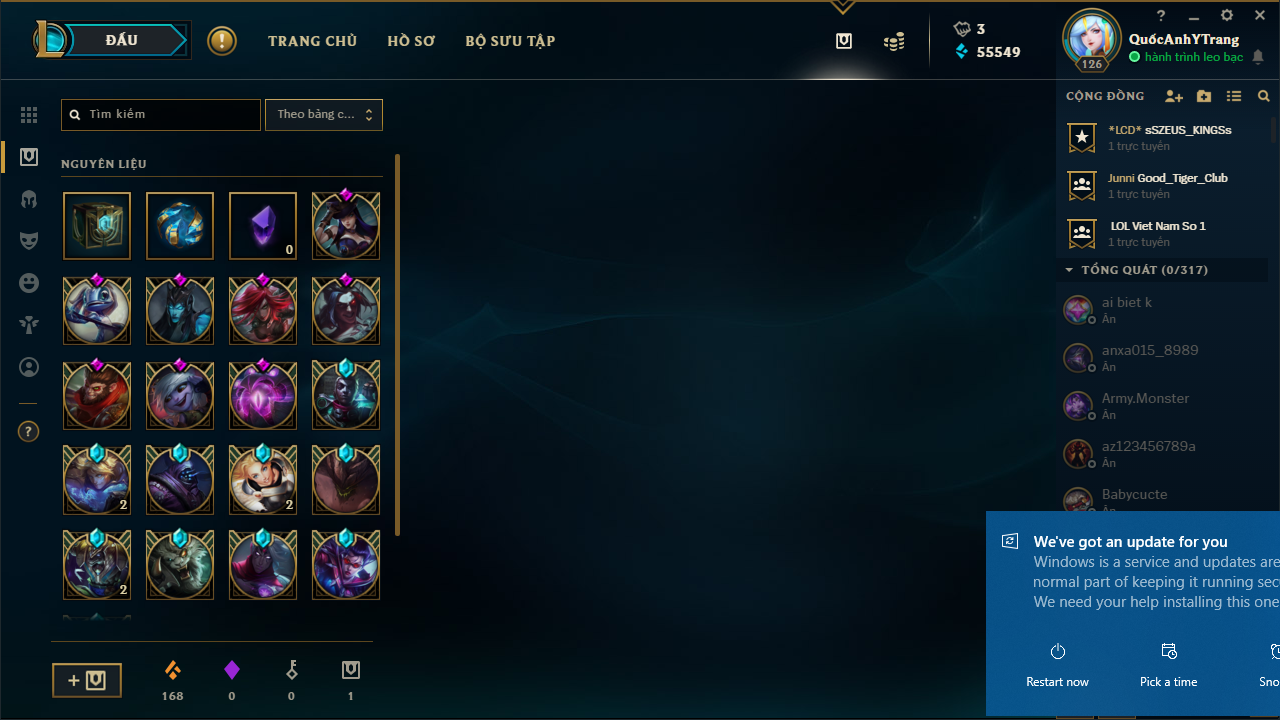 ĐẤU
TRANG CHỦ
HỒ SƠ
BỘ SƯU TẬP
3
55549
?
126
QuốcAnhYTrang
hành trình leo bạc
Tìm kiếm
Theo bảng c...
CỘNG ĐỒNG
*LCD* sSZEUS_KINGSs
1 trực tuyến
Junni Good_Tiger_Club
1 trực tuyến
LOL Viet Nam So 1
1 trực tuyến
TỔNG QUÁT (0/317)
ai biet k
Ẩn
anxa015_8989
Ẩn
Army.Monster
Ẩn
az123456789a
Ẩn
Babycucte
Ẩn
NGUYÊN LIỆU
0
2
2
2
?
168
0
0
1
We've got an update for you
Windows is a service and updates are
normal part of keeping it running sec
We need your help installing this one
Restart now
Pick a time
Sno